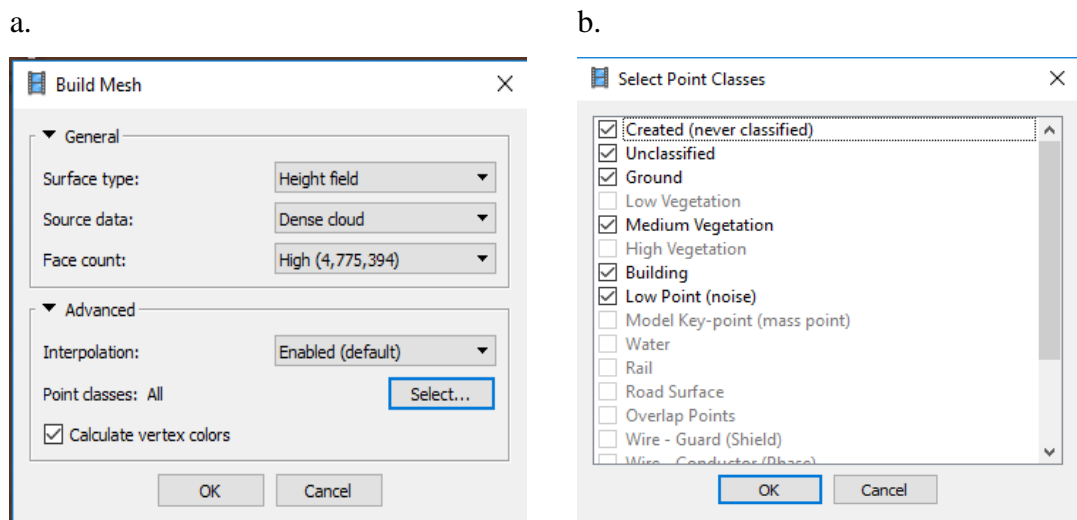 a.
Build Mesh
General
Surface type: Height field
Source data: Dense cloud
Face count: High (4,775,394)
Advanced
Interpolation: Enabled (default)
Point classes: All Select...
Calculate vertex colors
OK Cancel
b.
Select Point Classes
Created (never classified)
Unclassified
Ground
Low Vegetation
Medium Vegetation
High Vegetation
Building
Low Point (noise)
Model Key-point (mass point)
Water
Rail
Road Surface
Overlap Points
Wire - Guard (Shield)
Wire - Conductor (Phase)
OK Cancel